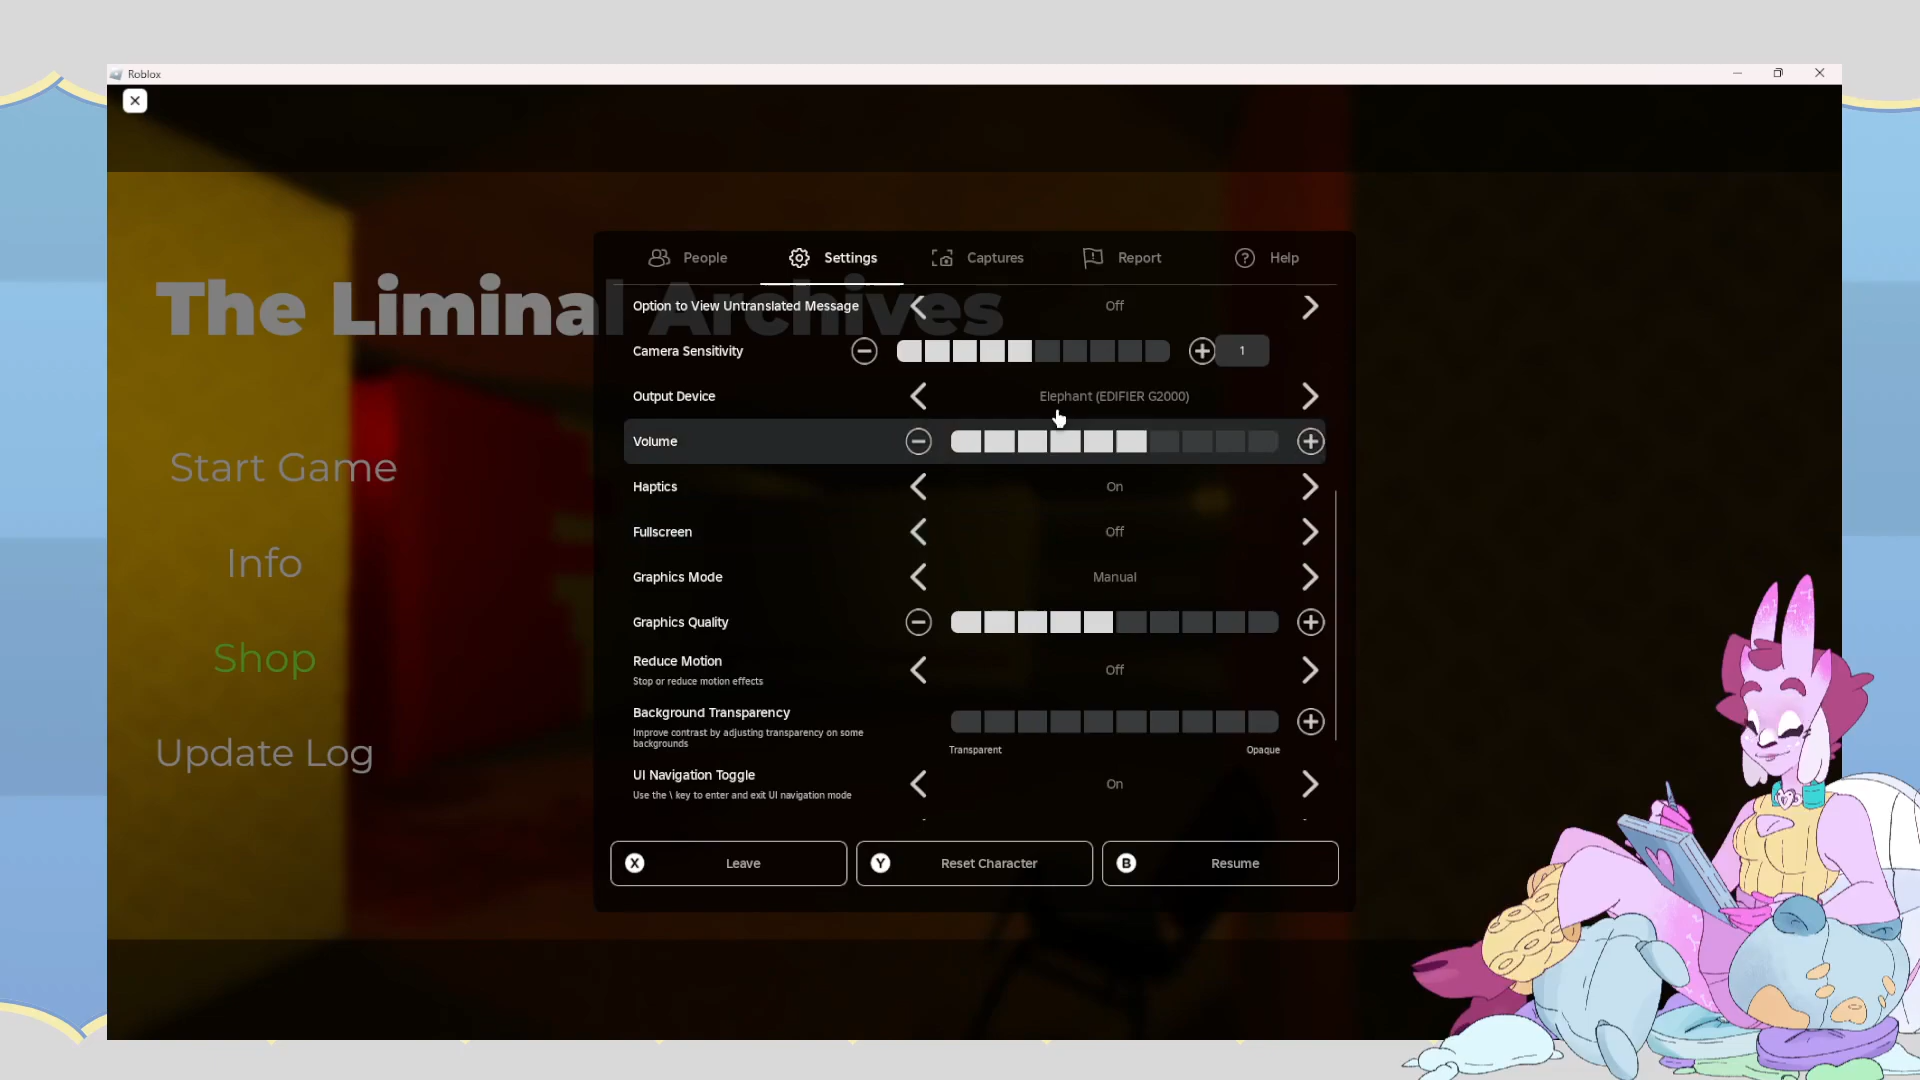 Roblox
People
Settings
Captures
Report
Help
The Liminal Archives
Start Game
Info
Shop
Update Log
Option to View Untranslated Message
Off
Camera Sensitivity
1
Output Device
Elephant (EDIFIER G2000)
Volume
Haptics
On
Fullscreen
Off
Graphics Mode
Manual
Graphics Quality
Reduce Motion
Stop or reduce motion effects
Off
Background Transparency
Improve contrast by adjusting transparency on some
backgrounds
Transparent
Opaque
UI Navigation Toggle
Use the \ key to enter and exit UI navigation mode
On
X Leave
Y Reset Character
B Resume